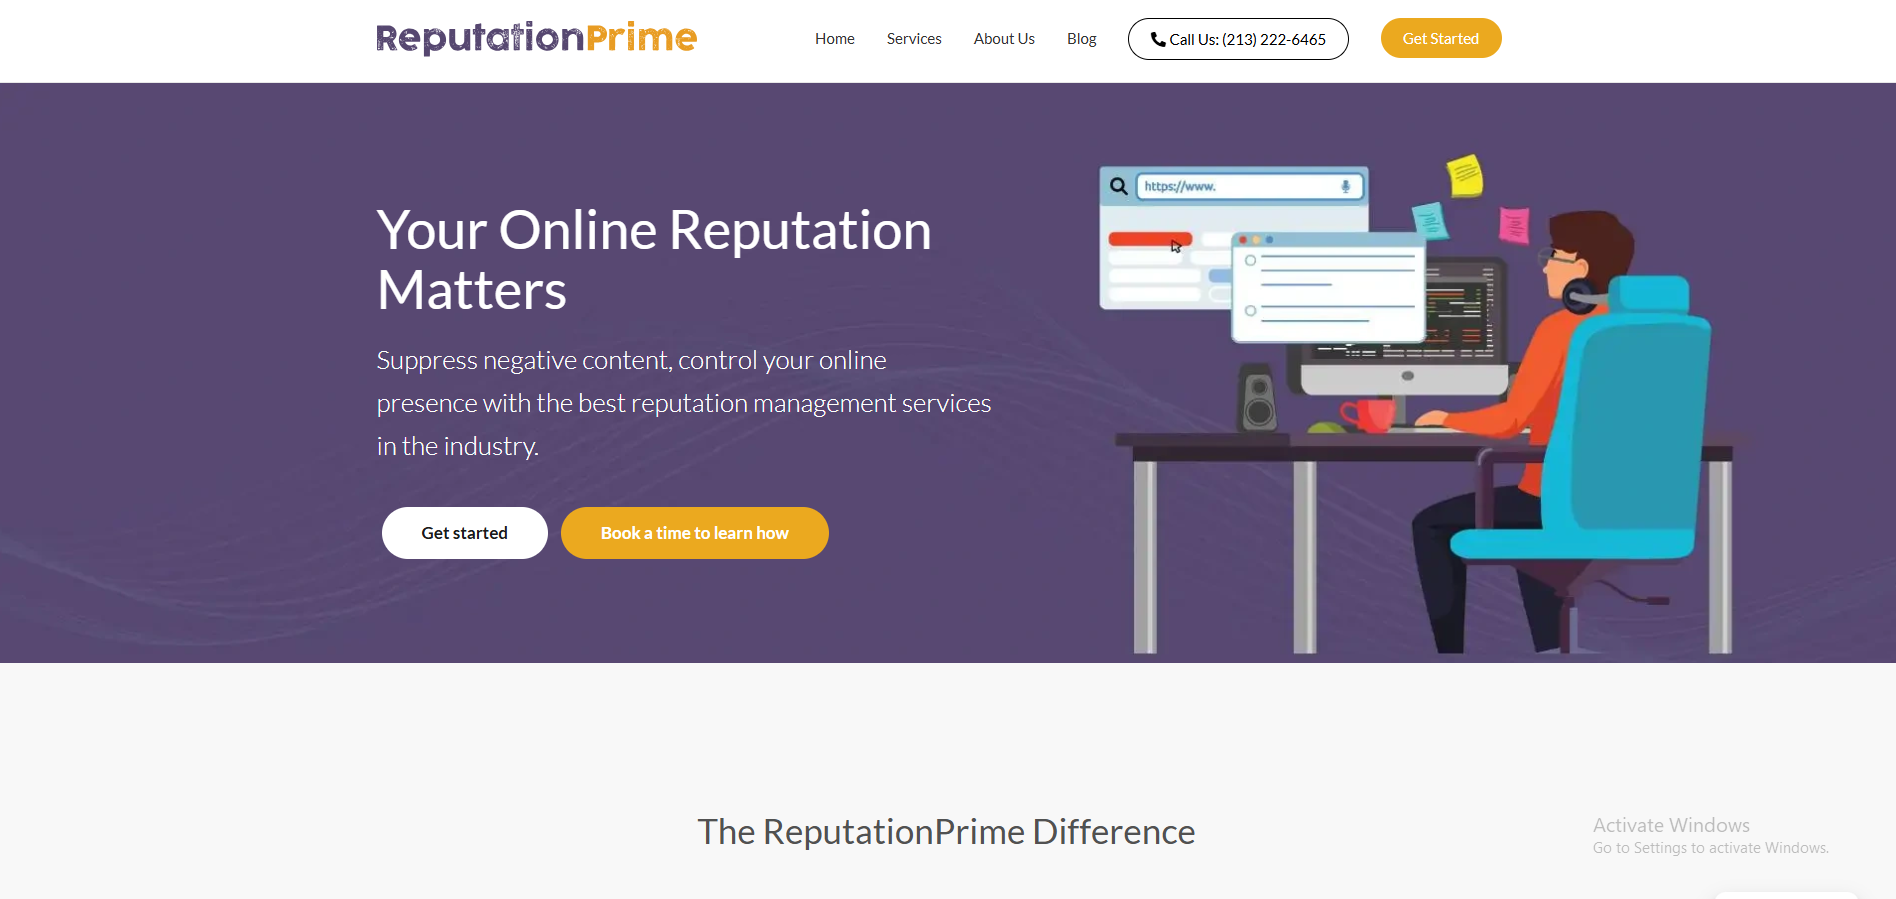 ReputationPrime
Home
Services
About Us
Blog
Call Us: (213) 222-6465
Get Started
Your Online Reputation
Matters
Suppress negative content, control your online
presence with the best reputation management services
in the industry.
Get started
Book a time to learn how
https://www.
The ReputationPrime Difference
Activate Windows
Go to Settings to activate Windows.